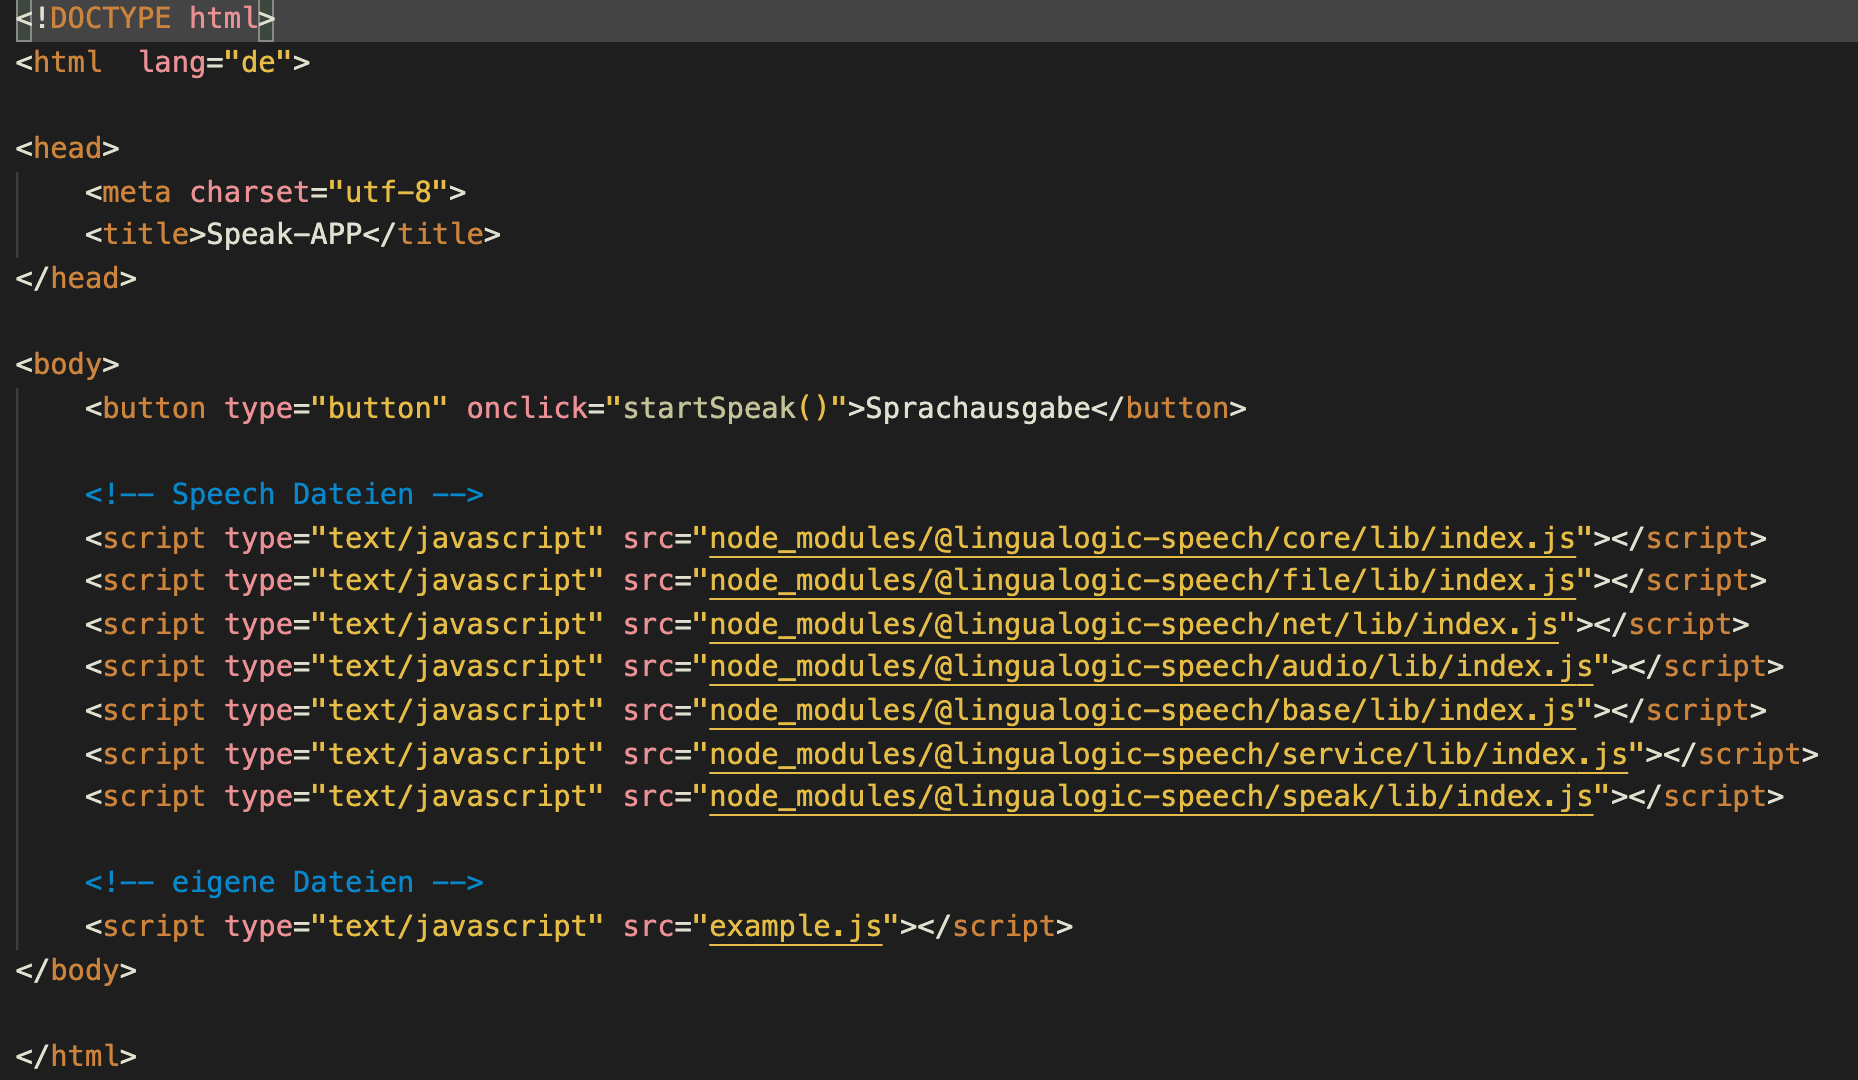 <!DOCTYPE html>
<html  lang="de">
<head>
    <meta charset="utf-8">
    <title>Speak-APP</title>
</head>
<body>
    <button type="button" onclick="startSpeak()">Sprachausgabe</button>
    <!-- Speech Dateien -->
    <script type="text/javascript" src="node_modules/@lingualogic-speech/core/lib/index.js"></script>
    <script type="text/javascript" src="node_modules/@lingualogic-speech/file/lib/index.js"></script>
    <script type="text/javascript" src="node_modules/@lingualogic-speech/net/lib/index.js"></script>
    <script type="text/javascript" src="node_modules/@lingualogic-speech/audio/lib/index.js"></script>
    <script type="text/javascript" src="node_modules/@lingualogic-speech/base/lib/index.js"></script>
    <script type="text/javascript" src="node_modules/@lingualogic-speech/service/lib/index.js"></script>
    <script type="text/javascript" src="node_modules/@lingualogic-speech/speak/lib/index.js"></script>
    <!-- eigene Dateien -->
    <script type="text/javascript" src="example.js"></script>
</body>
</html>